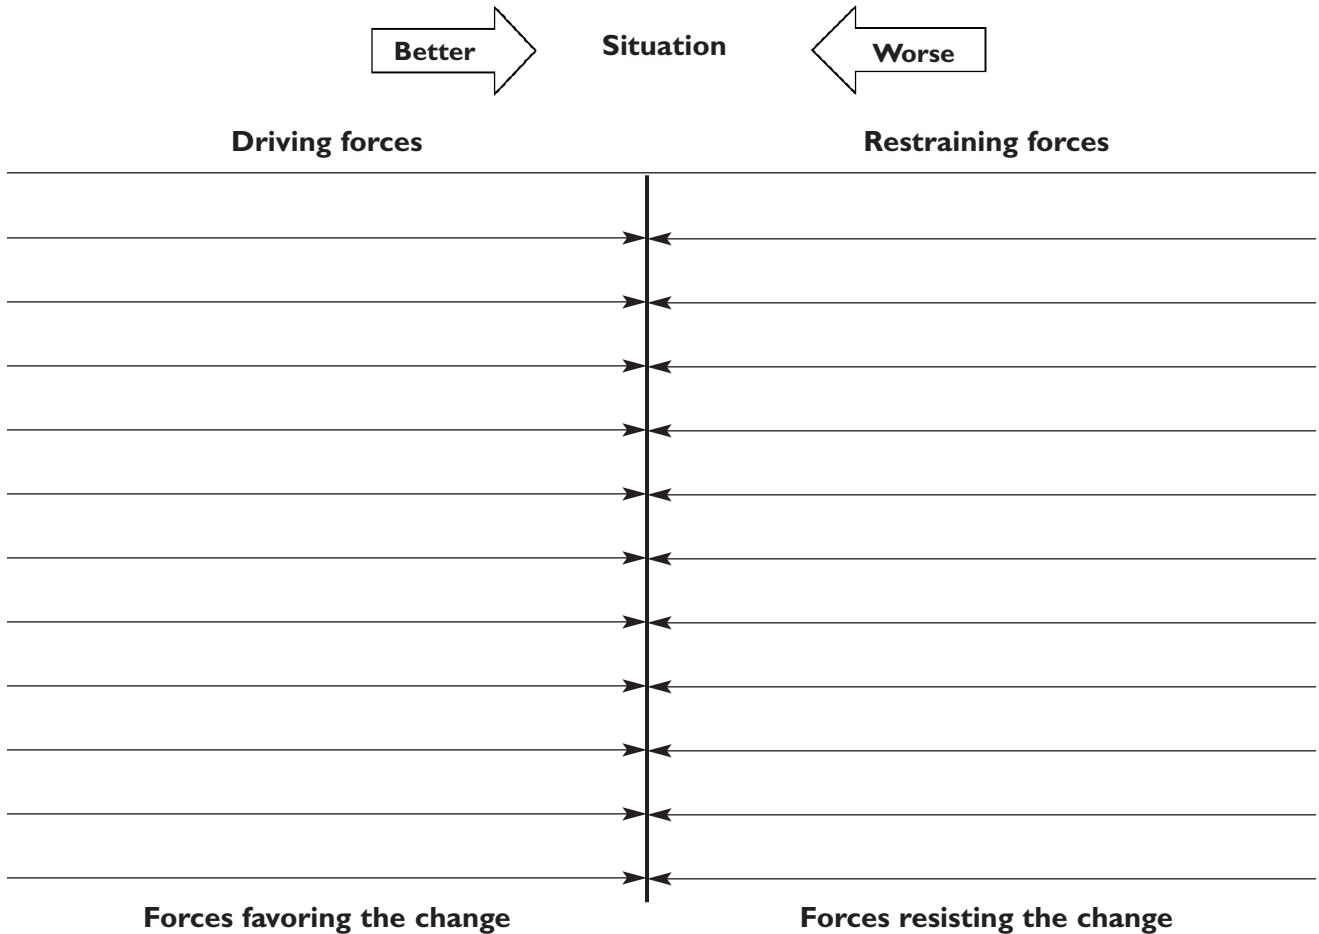 Better Situation Worse
Driving forces Restraining forces
Forces favoring the change Forces resisting the change